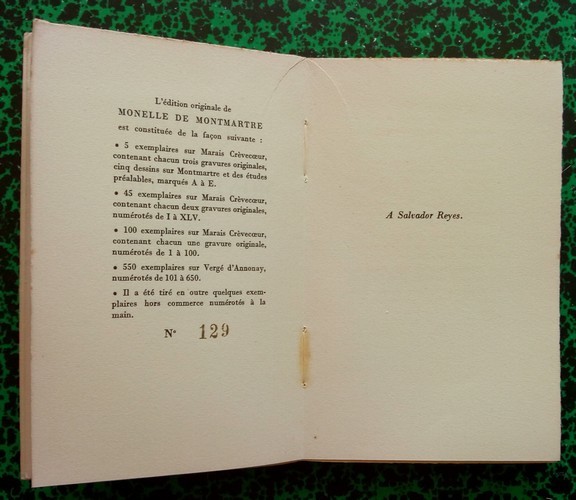 L'édition originale de
MONELLE DE MONTMARTRE
est constituée de la façon suivante :
• 5 exemplaires sur Marais Crèvecœur,
contenant chacun trois gravures originales,
cinq dessins sur Montmartre et des études
préalables, marqués A à E.
• 45 exemplaires sur Marais Crèvecœur,
contenant chacun deux gravures originales,
numérotés de I à XLV.
• 100 exemplaires sur Marais Crèvecœur,
contenant chacun une gravure originale,
numérotés de 1 à 100.
• 550 exemplaires sur Vergé d'Annonay,
numérotés de 101 à 650.
• Il a été tiré en outre quelques exem-
plaires hors commerce numérotés à la
main.
N° 129
A Salvador Reyes.